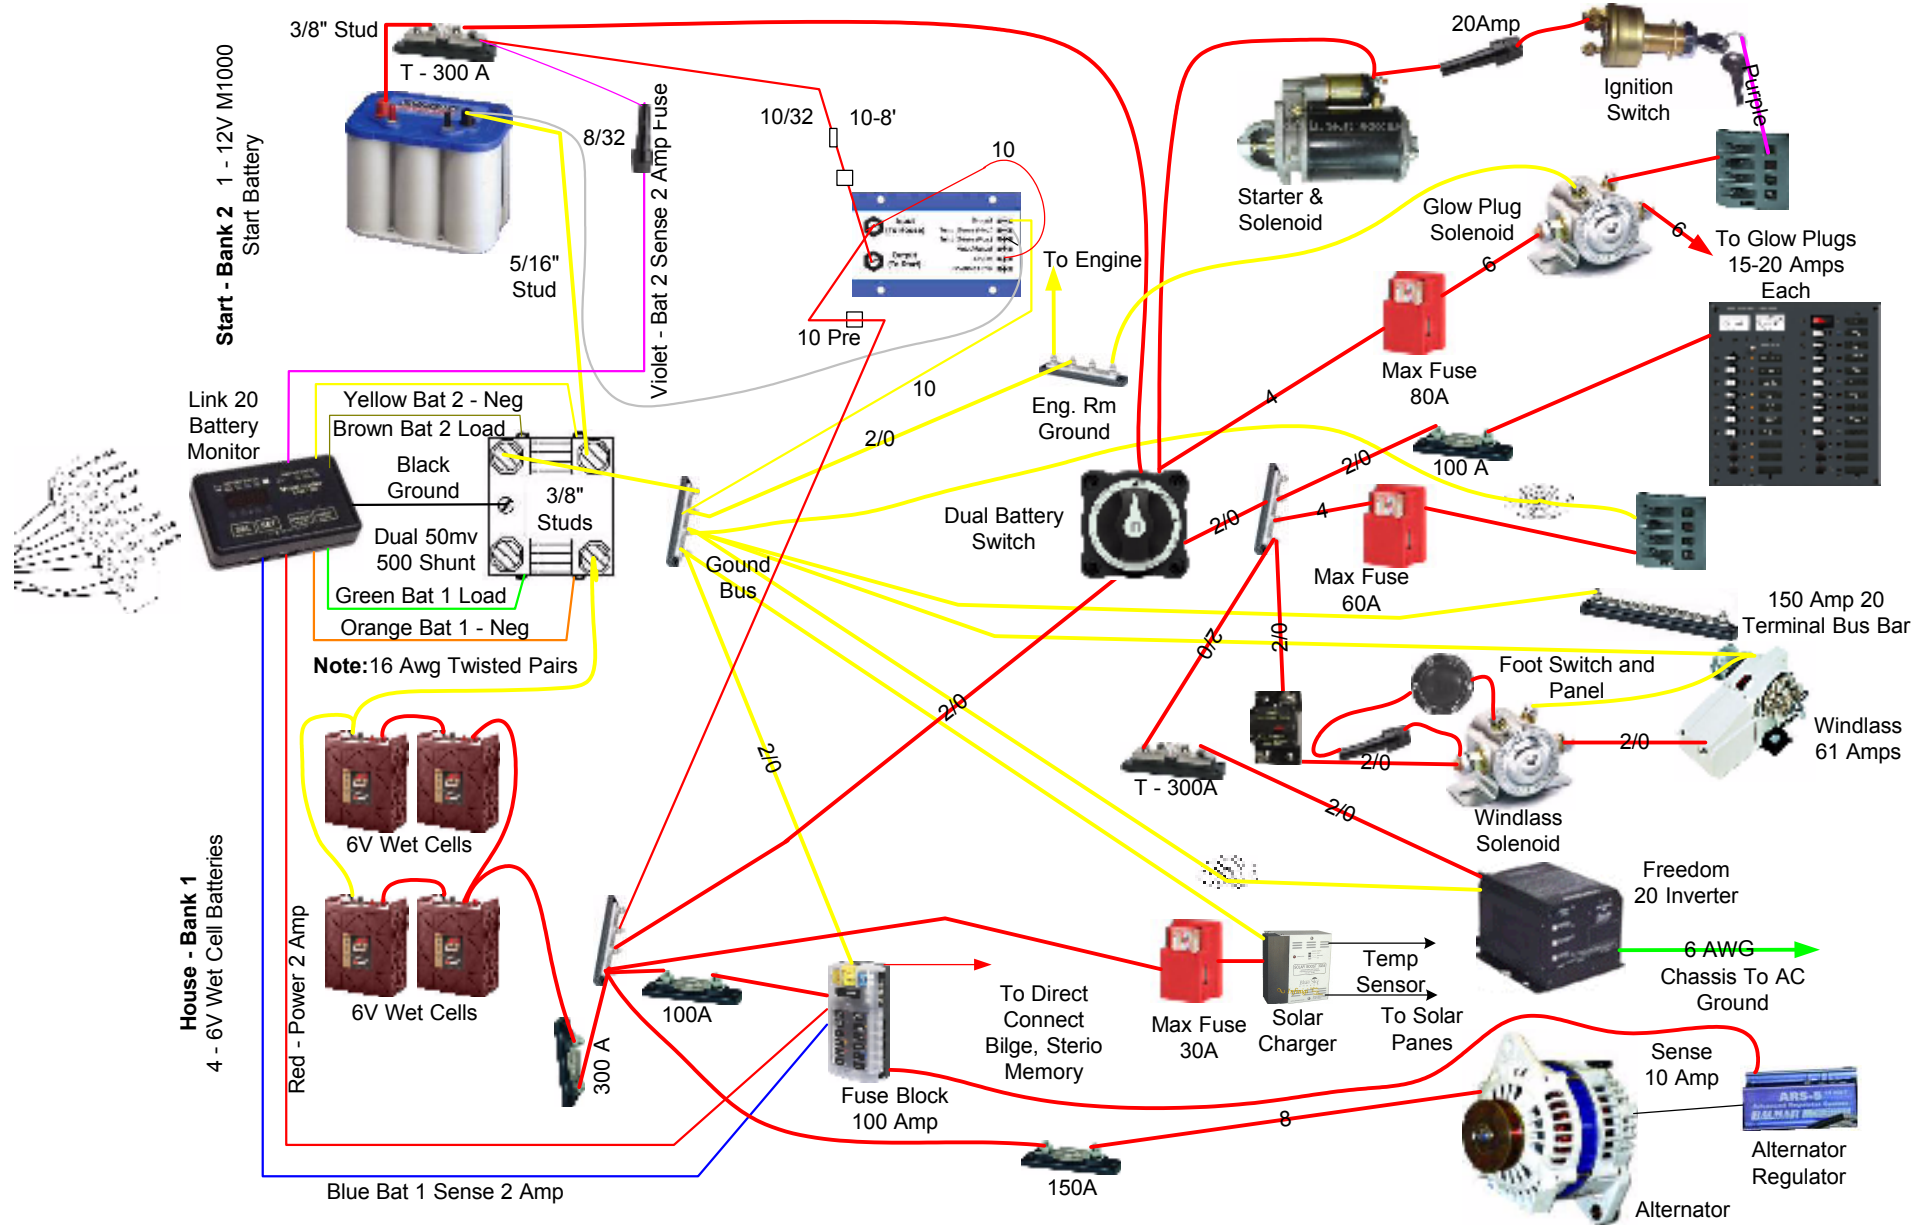 3/8" Stud
T - 300 A
Start - Bank 2  1 - 12V M1000
Start Battery
8/32
Violet - Bat 2 Sense 2 Amp Fuse
10/32
10-8'
10
Input
(To House)
Output
(To Start)
10 Pre
5/16"
Stud
To Engine
Eng. Rm
Ground
20Amp
Ignition
Switch
Purple
Starter &
Solenoid
Glow Plug
Solenoid
6
6
To Glow Plugs
15-20 Amps
Each
Max Fuse
80A
4
Link 20
Battery
Monitor
Yellow Bat 2 - Neg
Brown Bat 2 Load
Black
Ground
3/8"
Studs
Dual 50mv
500 Shunt
Green Bat 1 Load
Orange Bat 1 - Neg
Note:16 Awg Twisted Pairs
10
2/0
Gound
Bus
Dual Battery
Switch
2/0
2/0
100 A
4
Max Fuse
60A
2/0
2/0
150 Amp 20
Terminal Bus Bar
Foot Switch and
Panel
Windlass
61 Amps
2/0
2/0
Windlass
Solenoid
T - 300A
2/0
2/0
2/0
6V Wet Cells
6V Wet Cells
House - Bank 1
4 - 6V Wet Cell Batteries
Red - Power 2 Amp
Blue Bat 1 Sense 2 Amp
300 A
100A
Fuse Block
100 Amp
To Direct
Connect
Bilge, Sterio
Memory
Max Fuse
30A
Solar
Charger
Temp
Sensor
To Solar
Panes
Freedom
20 Inverter
6 AWG
Chassis To AC
Ground
Sense
10 Amp
8
150A
ARS-5
BALMAR
Alternator
Regulator
Alternator